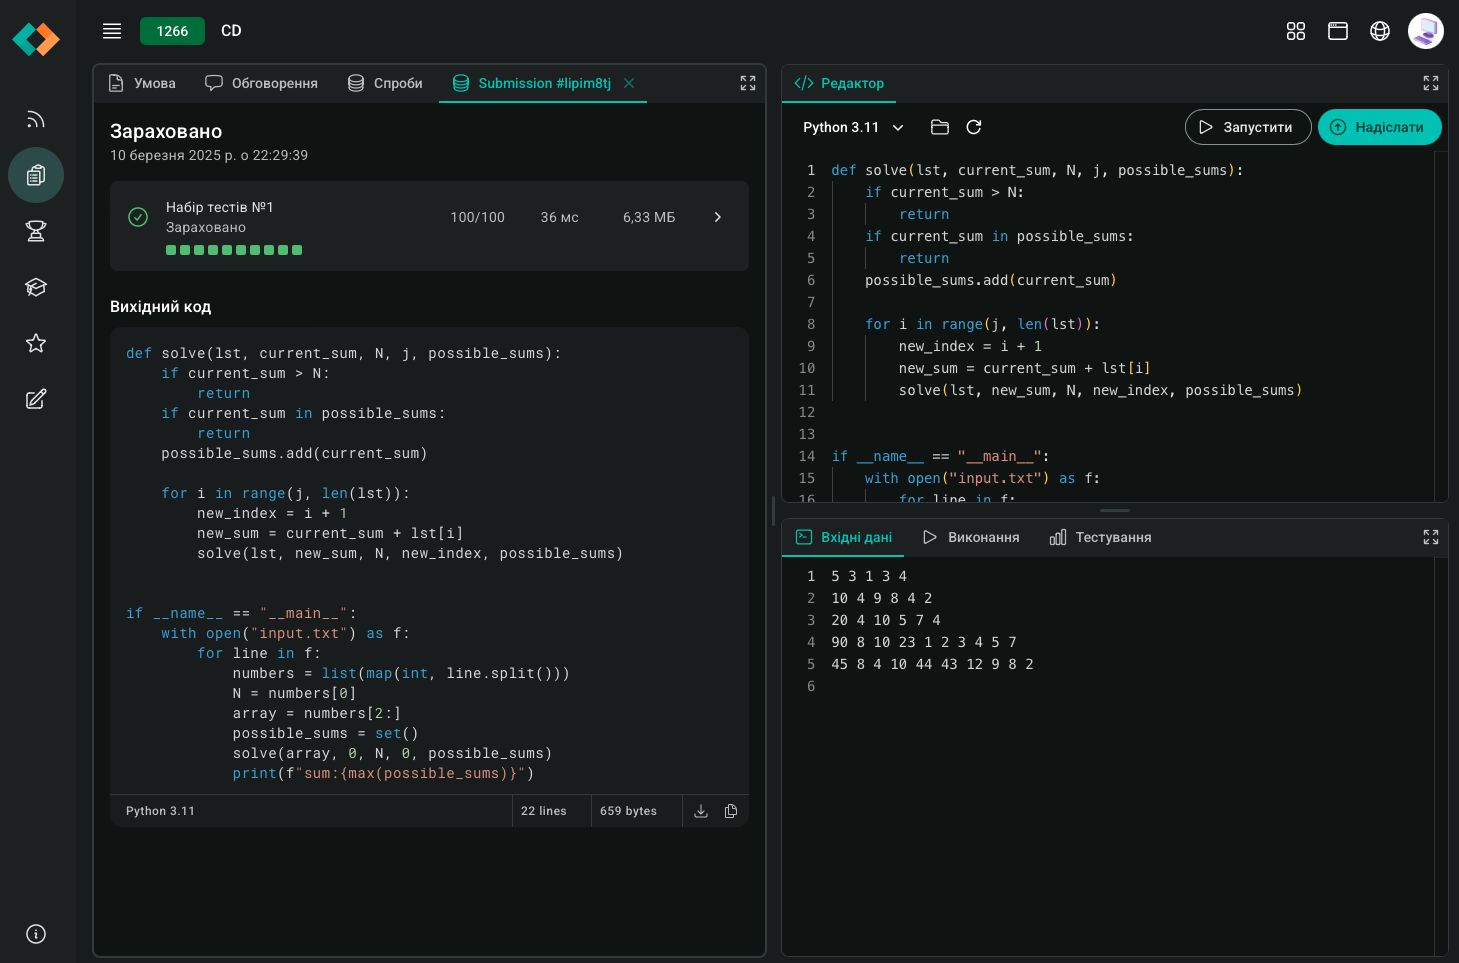 1266 CD
Умова Обговорення Спроби Submission #lipim8tj
Зараховано
10 березня 2025 р. о 22:29:39
Набір тестів №1
Зараховано
100/100 36 мс 6,33 МБ
Вихідний код
def solve(lst, current_sum, N, j, possible_sums):
    if current_sum > N:
        return
    if current_sum in possible_sums:
        return
    possible_sums.add(current_sum)
    for i in range(j, len(lst)):
        new_index = i + 1
        new_sum = current_sum + lst[i]
        solve(lst, new_sum, N, new_index, possible_sums)
if __name__ == "__main__":
    with open("input.txt") as f:
        for line in f:
            numbers = list(map(int, line.split()))
            N = numbers[0]
            array = numbers[2:]
            possible_sums = set()
            solve(array, 0, N, 0, possible_sums)
            print(f"sum:{max(possible_sums)}")
Python 3.11 22 lines 659 bytes
Редактор
Python 3.11 Запустити Надіслати
1 def solve(lst, current_sum, N, j, possible_sums):
2     if current_sum > N:
3         return
4     if current_sum in possible_sums:
5         return
6     possible_sums.add(current_sum)
7
8     for i in range(j, len(lst)):
9         new_index = i + 1
10         new_sum = current_sum + lst[i]
11         solve(lst, new_sum, N, new_index, possible_sums)
12
13
14 if __name__ == "__main__":
15     with open("input.txt") as f:
16         for line in f:
Вхідні дані Виконання Тестування
1 5 3 1 3 4
2 10 4 9 8 4 2
3 20 4 10 5 7 4
4 90 8 10 23 1 2 3 4 5 7
5 45 8 4 10 44 43 12 9 8 2
6